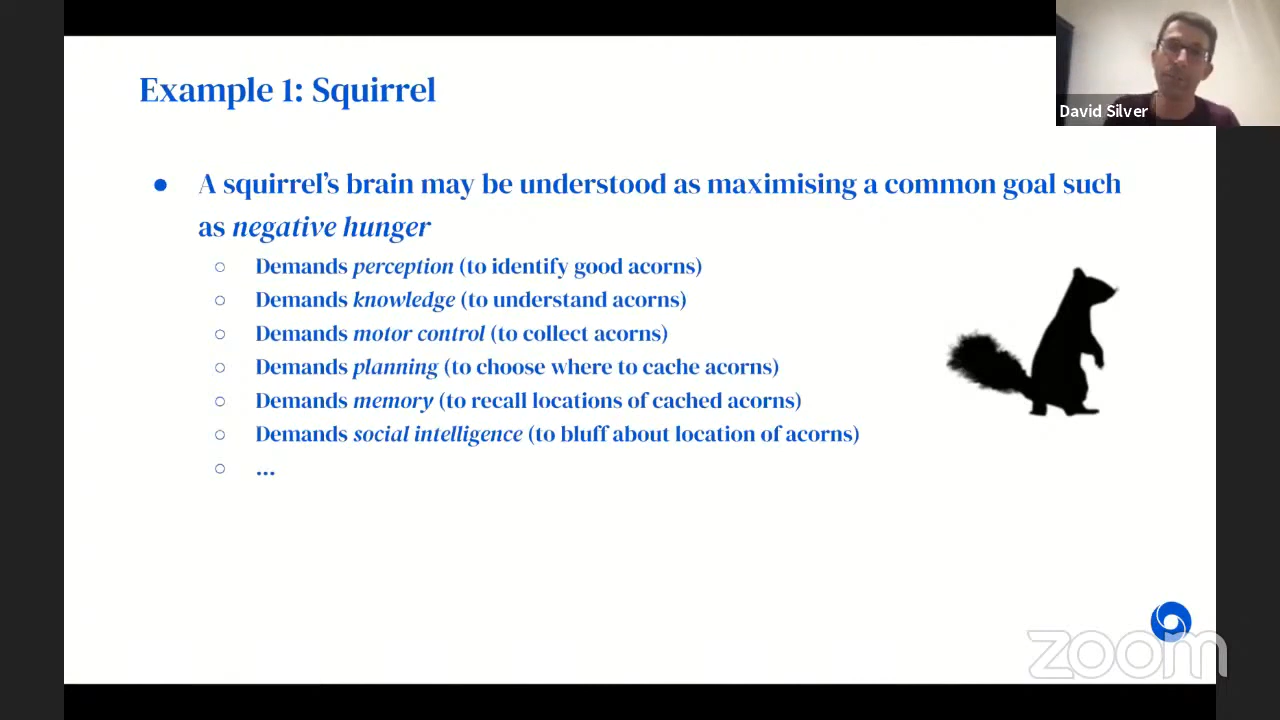 Example 1: Squirrel
David Silver
● A squirrel's brain may be understood as maximising a common goal such
as negative hunger
○ Demands perception (to identify good acorns)
○ Demands knowledge (to understand acorns)
○ Demands motor control (to collect acorns)
○ Demands planning (to choose where to cache acorns)
○ Demands memory (to recall locations of cached acorns)
○ Demands social intelligence (to bluff about location of acorns)
○ ...
zoom